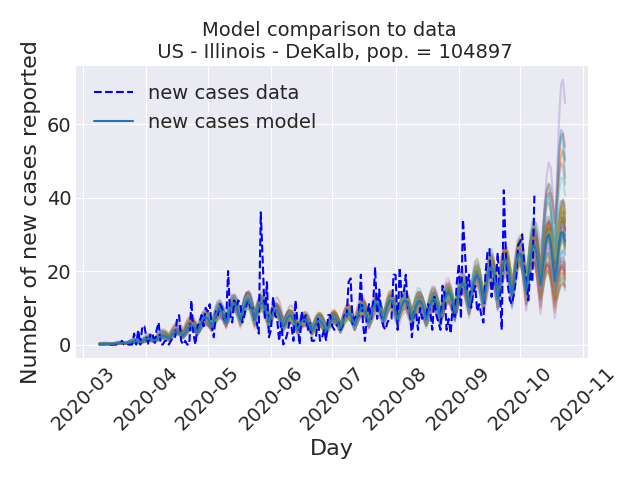 Model comparison to data
US - Illinois - DeKalb, pop. = 104897
Number of new cases reported
60
40
20
0
new cases data
new cases model
2020-03
2020-04
2020-05
2020-06
2020-07
2020-08
2020-09
2020-10
2020-11
Day